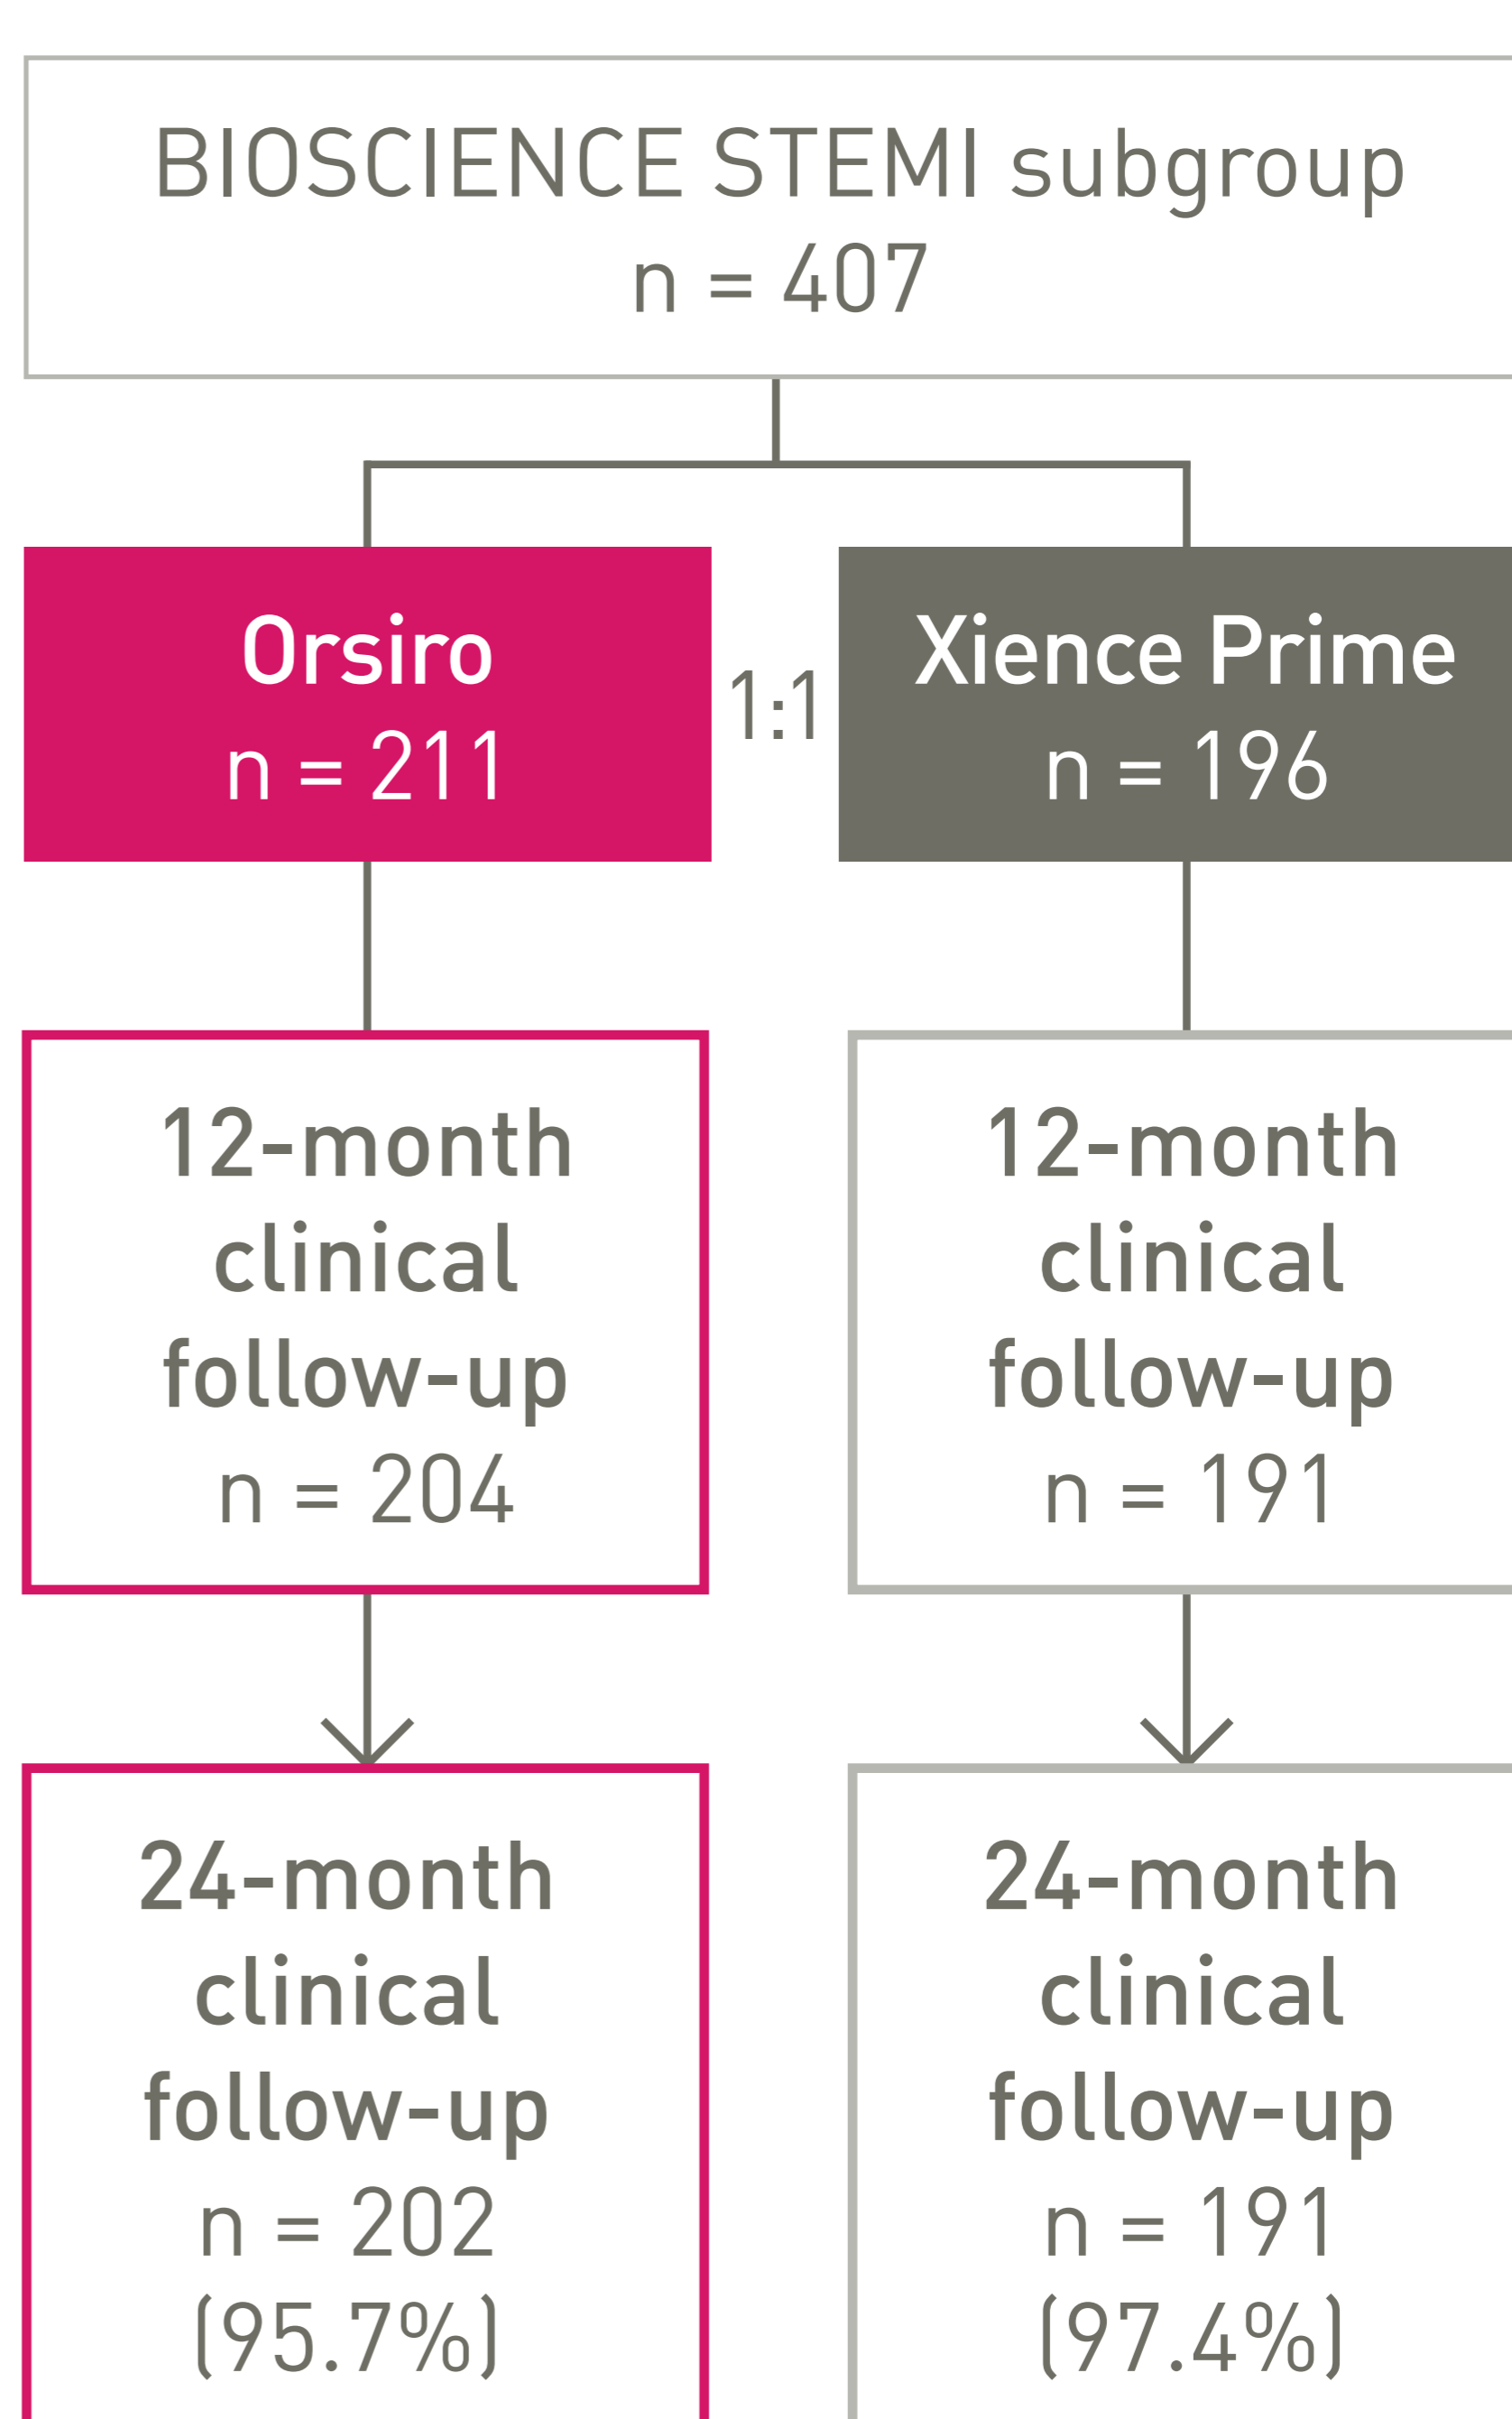 BIOSCIENCE STEMI subgroup
n = 407
Orsiro
n = 211
1:1
Xience Prime
n = 196
12-month
clinical
follow-up
n = 204
12-month
clinical
follow-up
n = 191
24-month
clinical
follow-up
n = 202
(95.7%)
24-month
clinical
follow-up
n = 191
(97.4%)